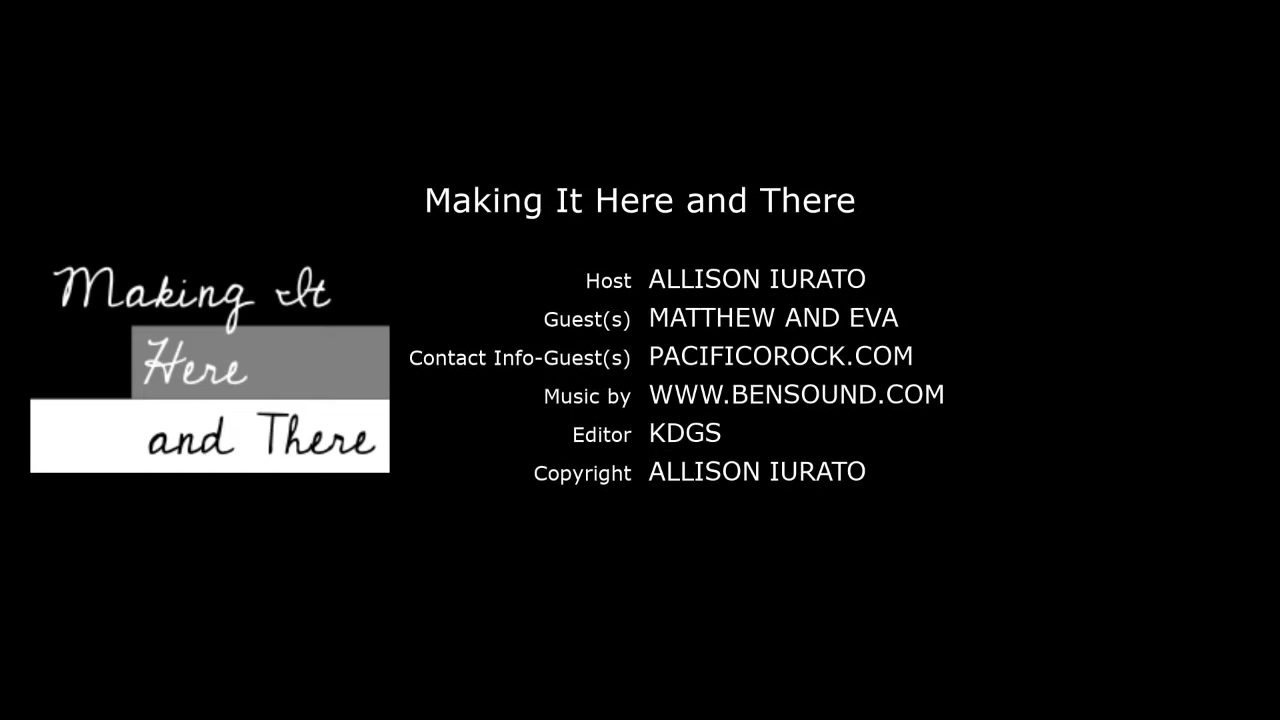 Making It Here and There
Making It
Here
and There
Host ALLISON IURATO
Guest(s) MATTHEW AND EVA
Contact Info-Guest(s) PACIFICOROCK.COM
Music by WWW.BENSOUND.COM
Editor KDGS
Copyright ALLISON IURATO